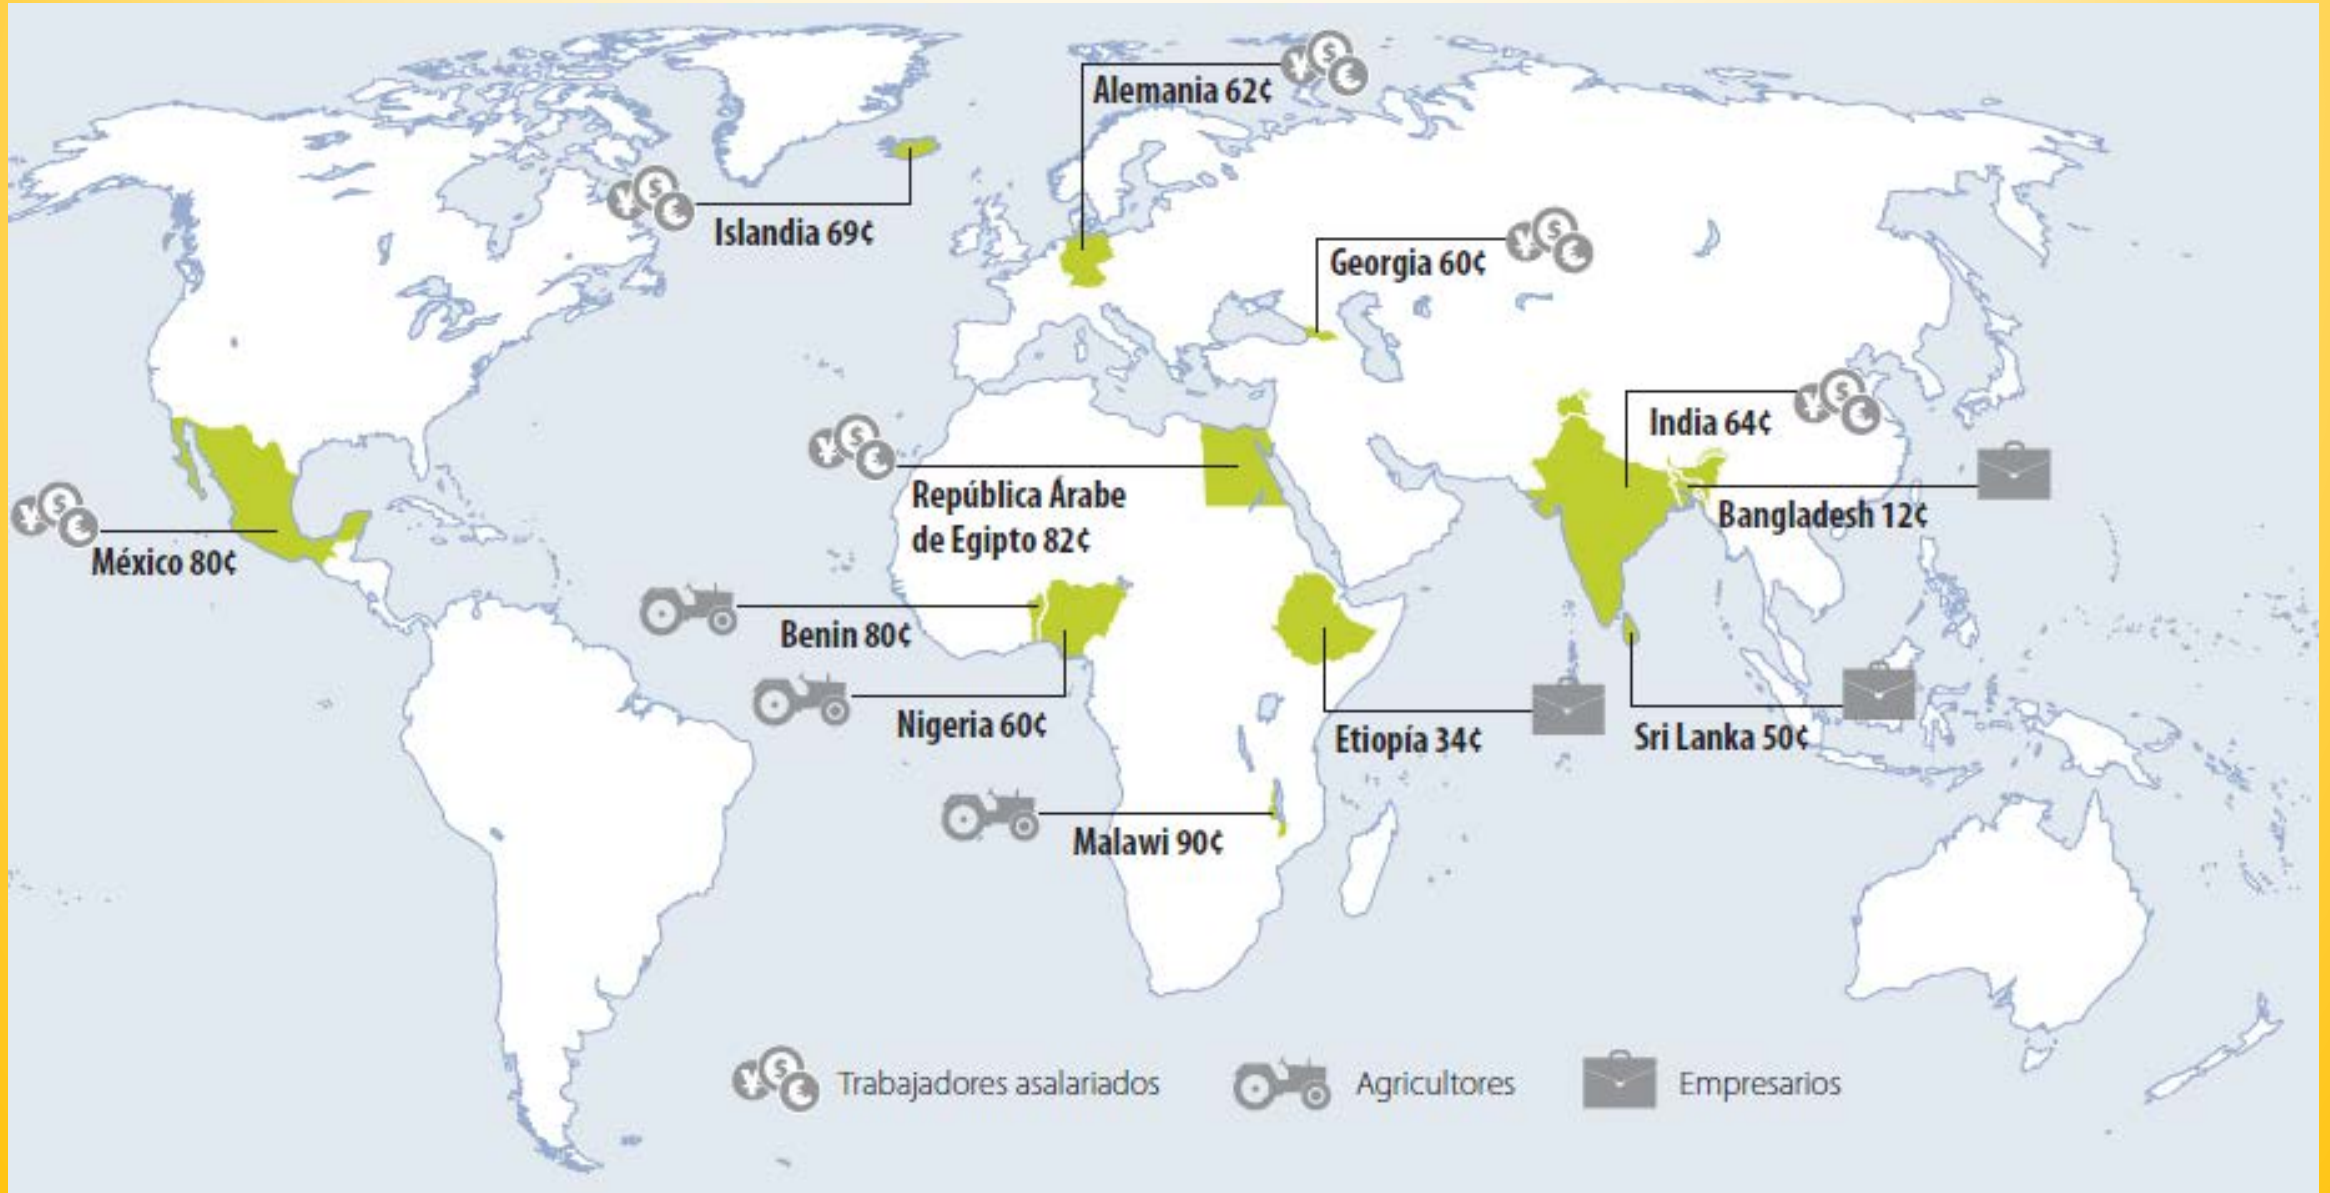 Alemania 62¢
Islandia 69¢
Georgia 60¢
India 64¢
República Árabe
de Egipto 82¢
Bangladesh 12¢
México 80¢
Benin 80¢
Nigeria 60¢
Etiopía 34¢
Sri Lanka 50¢
Malawi 90¢
Trabajadores asalariados
Agricultores
Empresarios